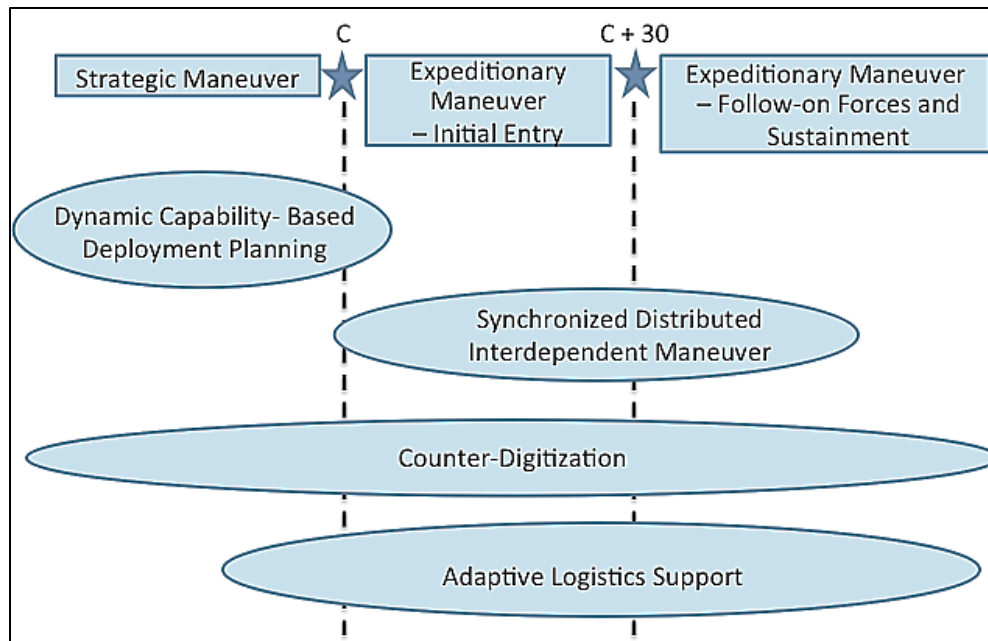 C
C + 30
Strategic Maneuver
Expeditionary
Maneuver
– Initial Entry
Expeditionary Maneuver
– Follow-on Forces and
Sustainment
Dynamic Capability- Based
Deployment Planning
Synchronized Distributed
Interdependent Maneuver
Counter-Digitization
Adaptive Logistics Support